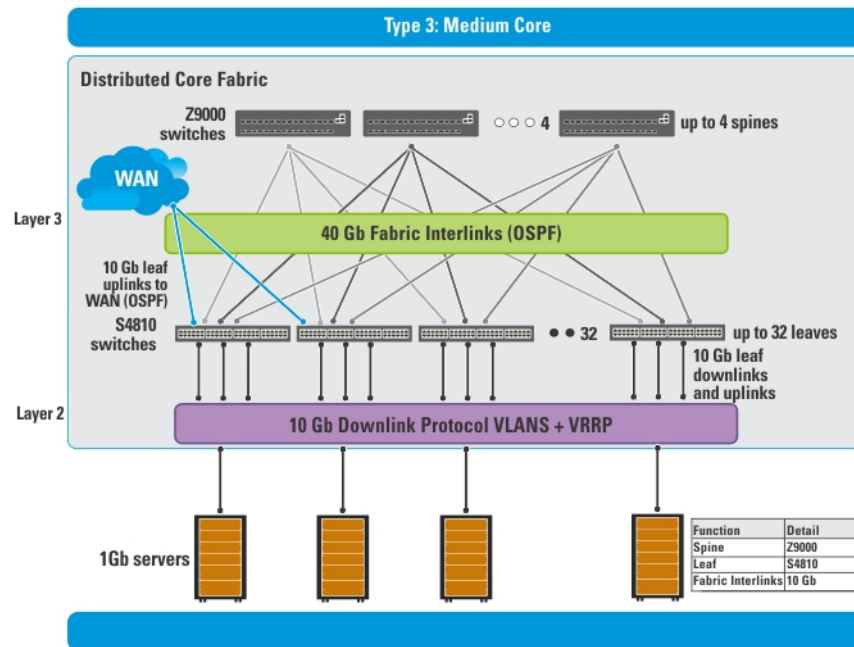 Type 3: Medium Core
Distributed Core Fabric
Z9000
switches
4
up to 4 spines
WAN
Layer 3
40 Gb Fabric Interlinks (OSPF)
10 Gb leaf
uplinks to
WAN (OSPF)
S4810
switches
32
up to 32 leaves
10 Gb leaf
downlinks
and uplinks
Layer 2
10 Gb Downlink Protocol VLANS + VRRP
1Gb servers
Function Detail
Spine Z9000
Leaf S4810
Fabric Interlinks 10 Gb